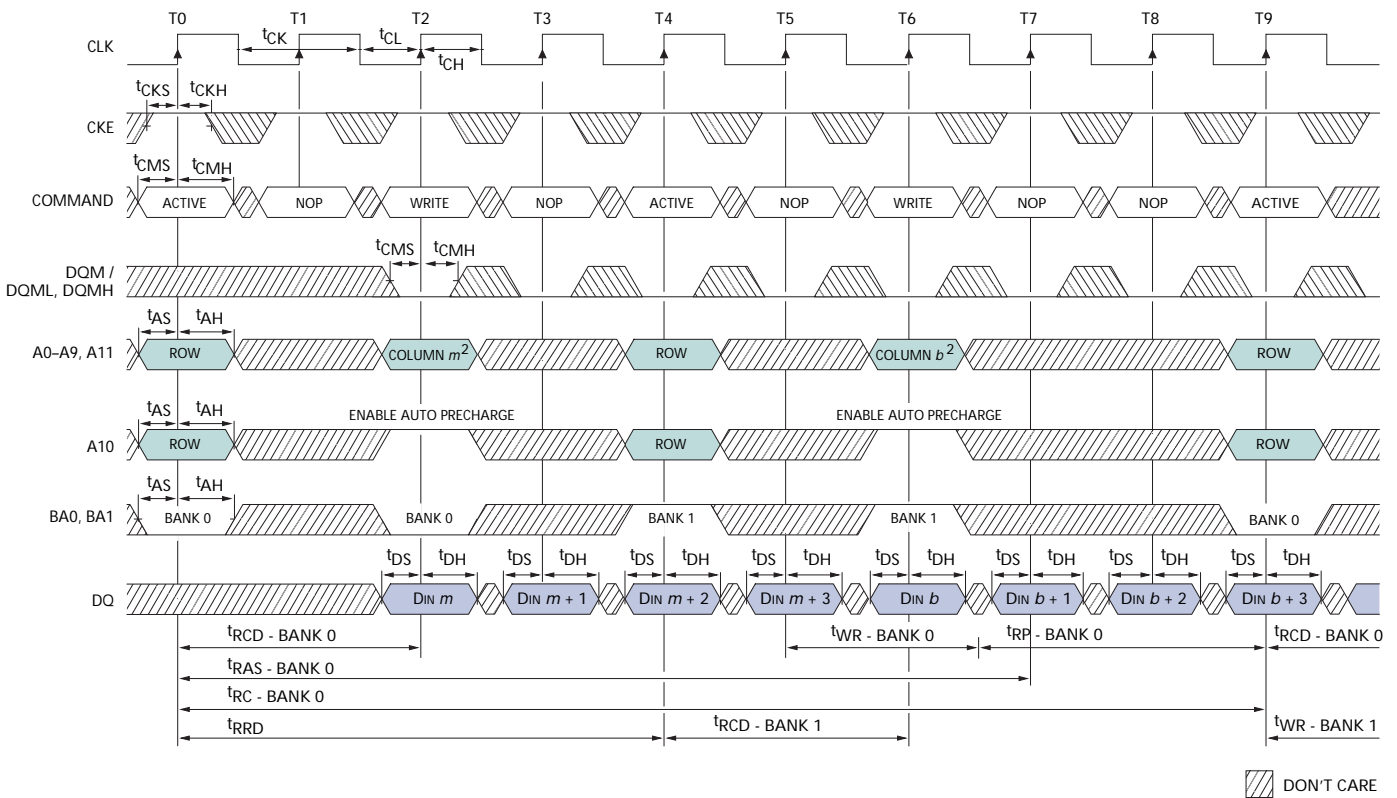 T0 T1 T2 T3 T4 T5 T6 T7 T8 T9
CLK tCK tCL tCH
tCKS tCKH
CKE
tCMS tCMH
COMMAND ACTIVE NOP WRITE NOP ACTIVE NOP WRITE NOP NOP ACTIVE
tCMS tCMH
DQM /
DQML, DQMH
tAS tAH
A0–A9, A11 ROW COLUMN m2 ROW COLUMN b2 ROW
tAS tAH ENABLE AUTO PRECHARGE ENABLE AUTO PRECHARGE
A10 ROW ROW ROW
tAS tAH
BA0, BA1 BANK 0 BANK 0 BANK 1 BANK 1 BANK 0
tDS tDH tDS tDH tDS tDH tDS tDH tDS tDH tDS tDH tDS tDH tDS tDH
DQ DIN m DIN m + 1 DIN m + 2 DIN m + 3 DIN b DIN b + 1 DIN b + 2 DIN b + 3
tRCD - BANK 0 tWR - BANK 0 tRP - BANK 0 tRCD - BANK 0
tRAS - BANK 0
tRC - BANK 0
tRRD tRCD - BANK 1 tWR - BANK 1
DON'T CARE